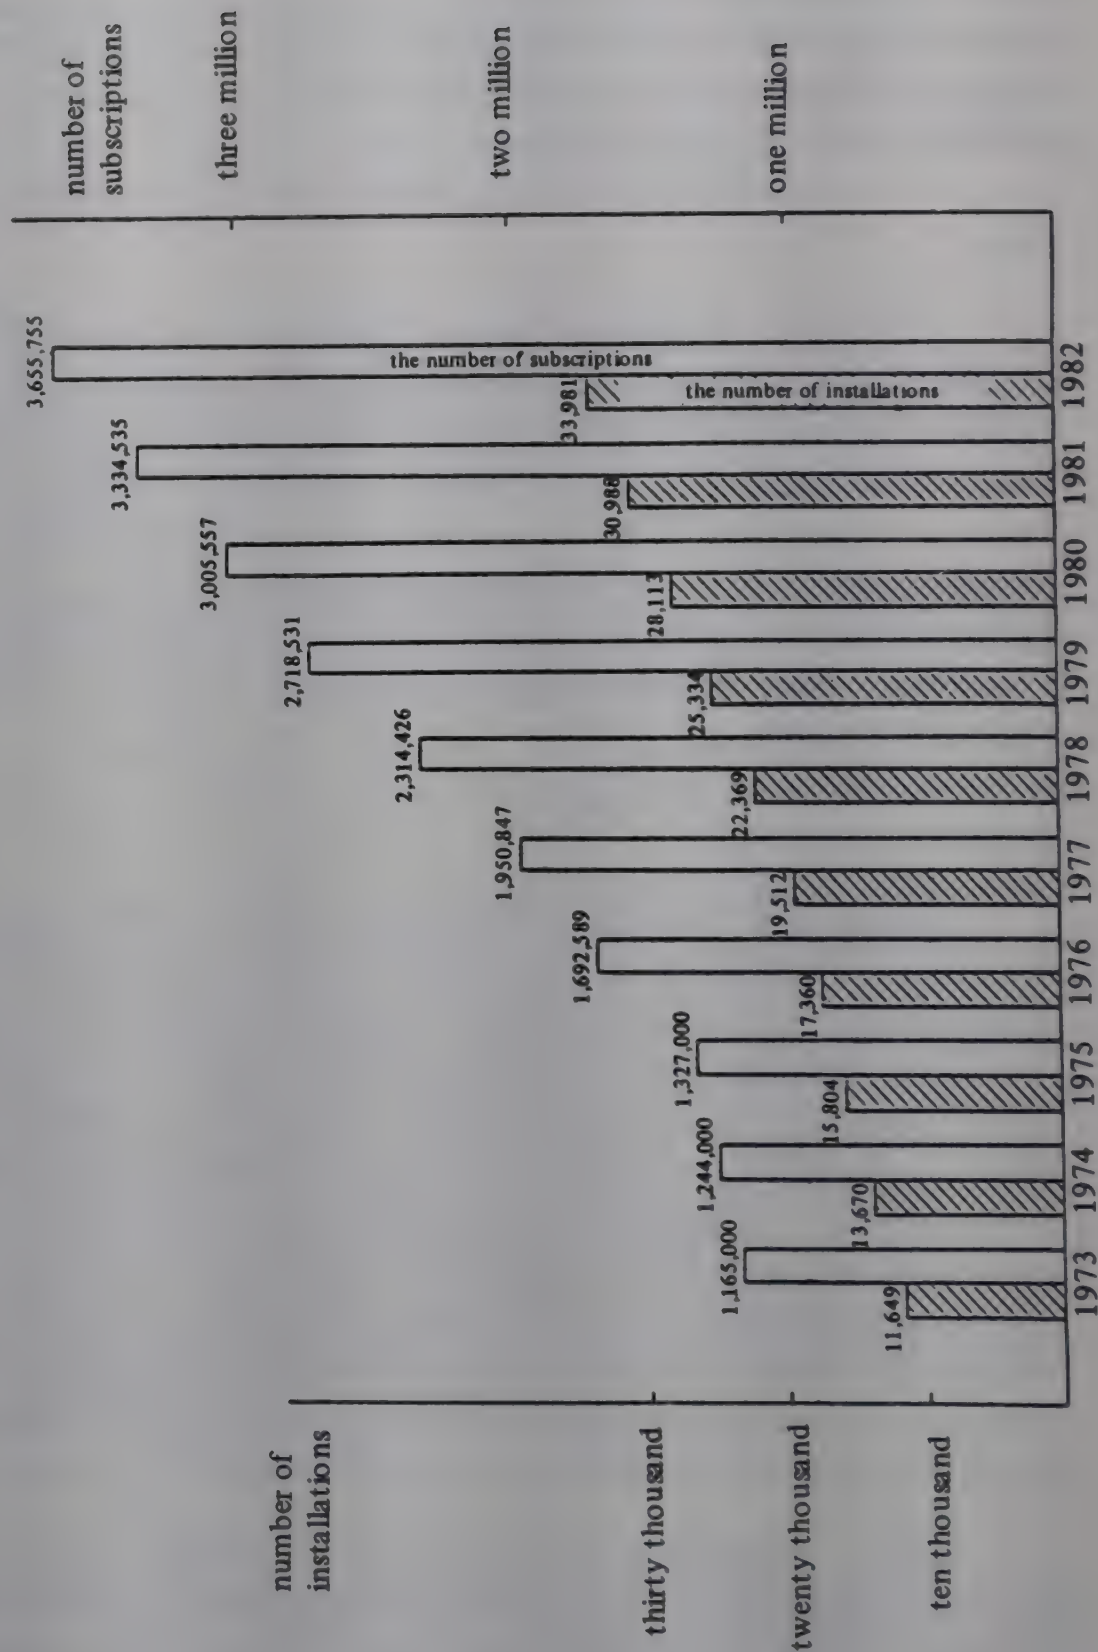 number of
installations
thirty thousand
twenty thousand
ten thousand
number of
subscriptions
three million
two million
one million
11,649
1,165,000
13,670
1,244,000
15,804
1,327,000
17,360
1,692,589
19,512
1,950,847
22,369
2,314,426
25,334
2,718,531
28,113
3,005,557
30,988
3,334,535
33,981
3,655,755
the number of subscriptions
the number of installations
1973
1974
1975
1976
1977
1978
1979
1980
1981
1982